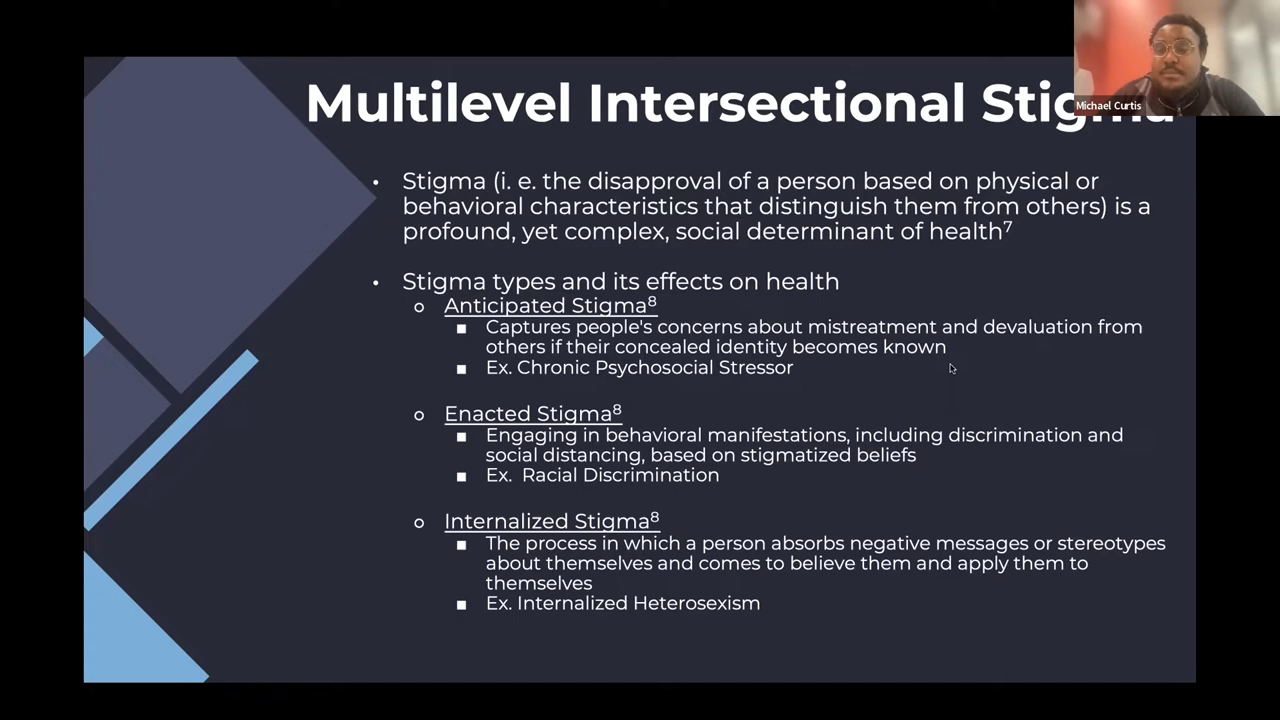 Multilevel Intersectional Stigma
Michael Curtis
• Stigma (i. e. the disapproval of a person based on physical or
behavioral characteristics that distinguish them from others) is a
profound, yet complex, social determinant of health⁷
• Stigma types and its effects on health
○ Anticipated Stigma⁸
■ Captures people's concerns about mistreatment and devaluation from
others if their concealed identity becomes known
■ Ex. Chronic Psychosocial Stressor
○ Enacted Stigma⁸
■ Engaging in behavioral manifestations, including discrimination and
social distancing, based on stigmatized beliefs
■ Ex. Racial Discrimination
○ Internalized Stigma⁸
■ The process in which a person absorbs negative messages or stereotypes
about themselves and comes to believe them and apply them to
themselves
■ Ex. Internalized Heterosexism